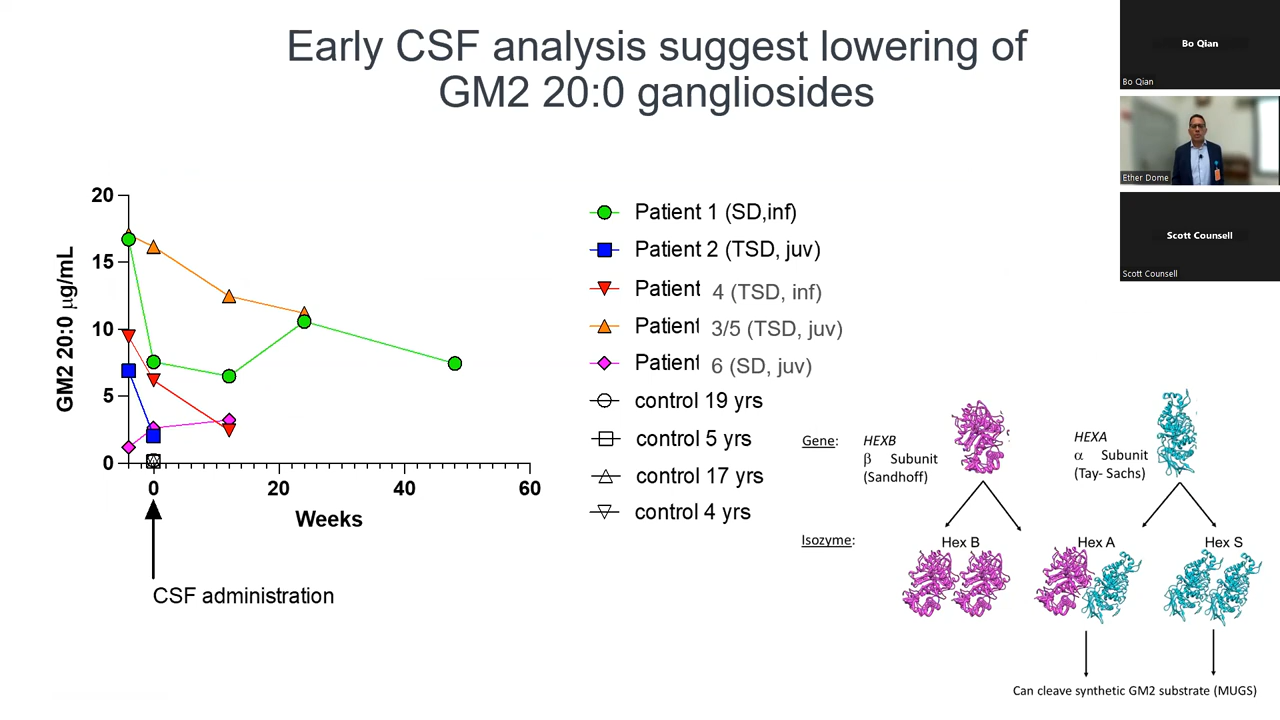 Early CSF analysis suggest lowering of
GM2 20:0 gangliosides
Bo Qian
Bo Qian
Ether Dome
Scott Counsell
Scott Counsell
20
15
10
5
0
GM2 20:0 µg/mL
0
20
40
60
Weeks
CSF administration
Patient 1 (SD,inf)
Patient 2 (TSD, juv)
Patient 4 (TSD, inf)
Patient 3/5 (TSD, juv)
Patient 6 (SD, juv)
control 19 yrs
control 5 yrs
control 17 yrs
control 4 yrs
Gene:
HEXB
β Subunit
(Sandhoff)
HEXA
α Subunit
(Tay- Sachs)
Isozyme:
Hex B
Hex A
Hex S
Can cleave synthetic GM2 substrate (MUGS)